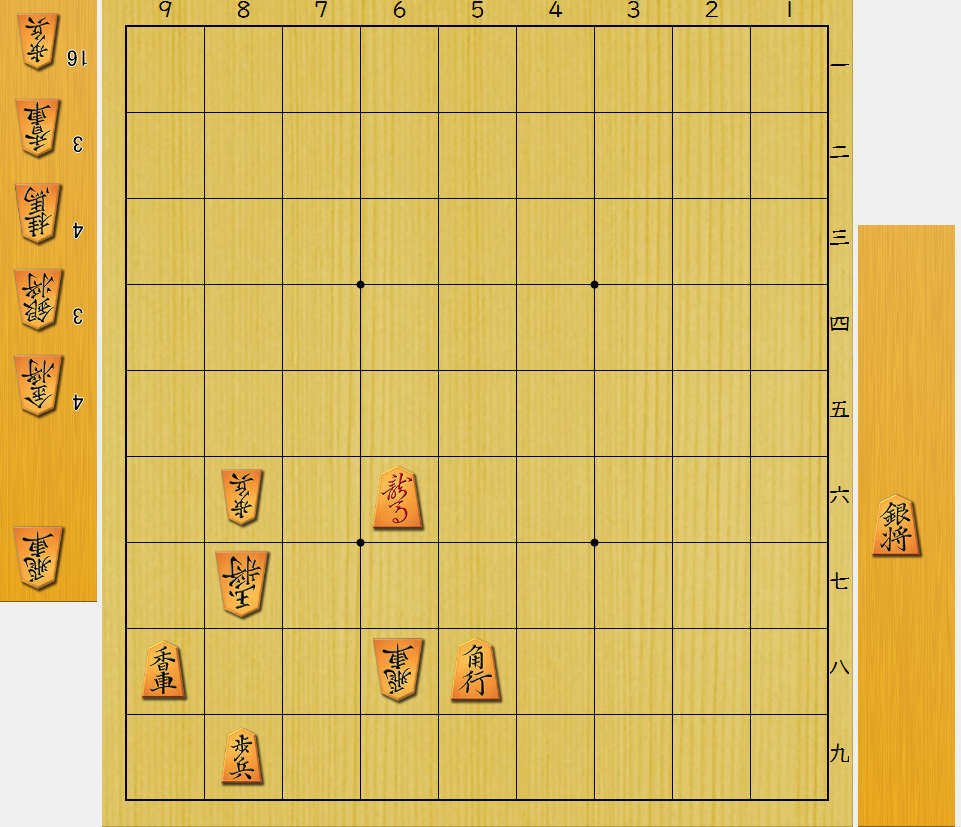 9 8 7 6 5 4 3 2 1
歩兵 16
香車 3
桂馬 4
銀将 3
金将 4
飛車
一
二
三
四
五
六
七
八
九
歩兵 龍馬
玉将
香車 飛車 角行
歩兵
銀将